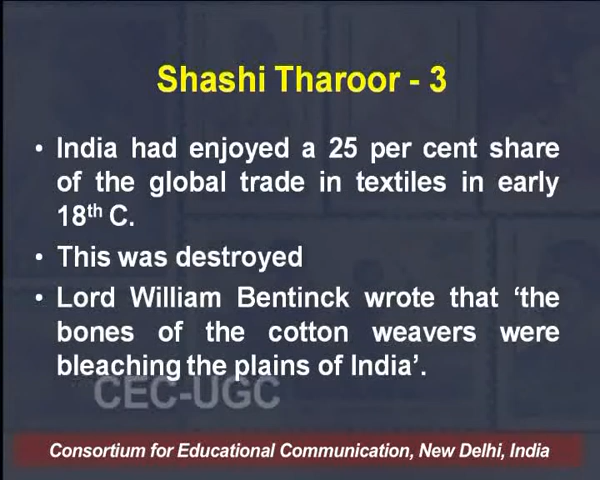 Shashi Tharoor - 3
• India had enjoyed a 25 per cent share
of the global trade in textiles in early
18th C.
• This was destroyed
• Lord William Bentinck wrote that ‘the
bones of the cotton weavers were
bleaching the plains of India’.
CEC-UGC
Consortium for Educational Communication, New Delhi, India